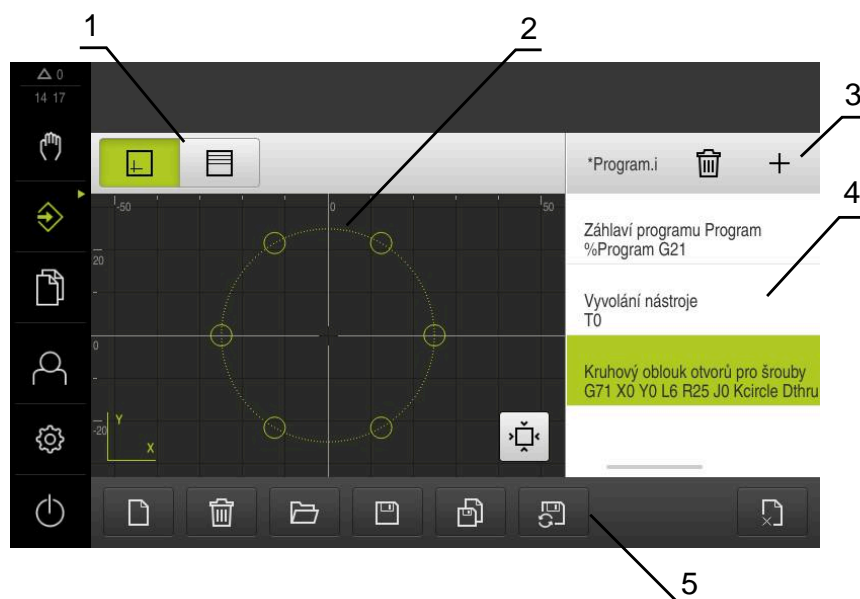 1
2
3
4
5
0
14 17
*Program.i
-50
0
50
20
0
-20
Y
X
Záhlaví programu Program
%Program G21
Vyvolání nástroje
T0
Kruhový oblouk otvorů pro šrouby
G71 X0 Y0 L6 R25 J0 Kcircle Dthru